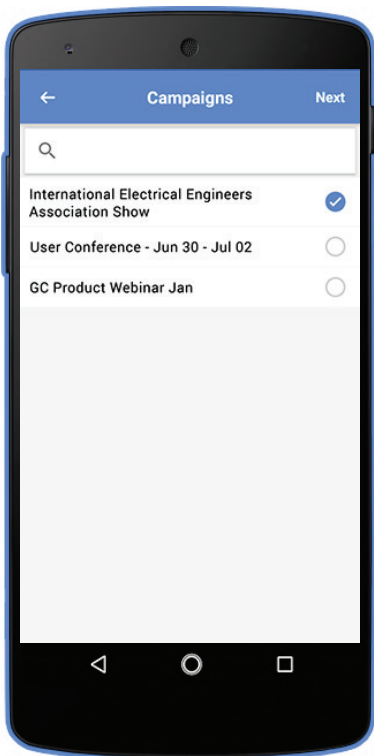 Campaigns
Next
International Electrical Engineers
Association Show
User Conference - Jun 30 - Jul 02
GC Product Webinar Jan